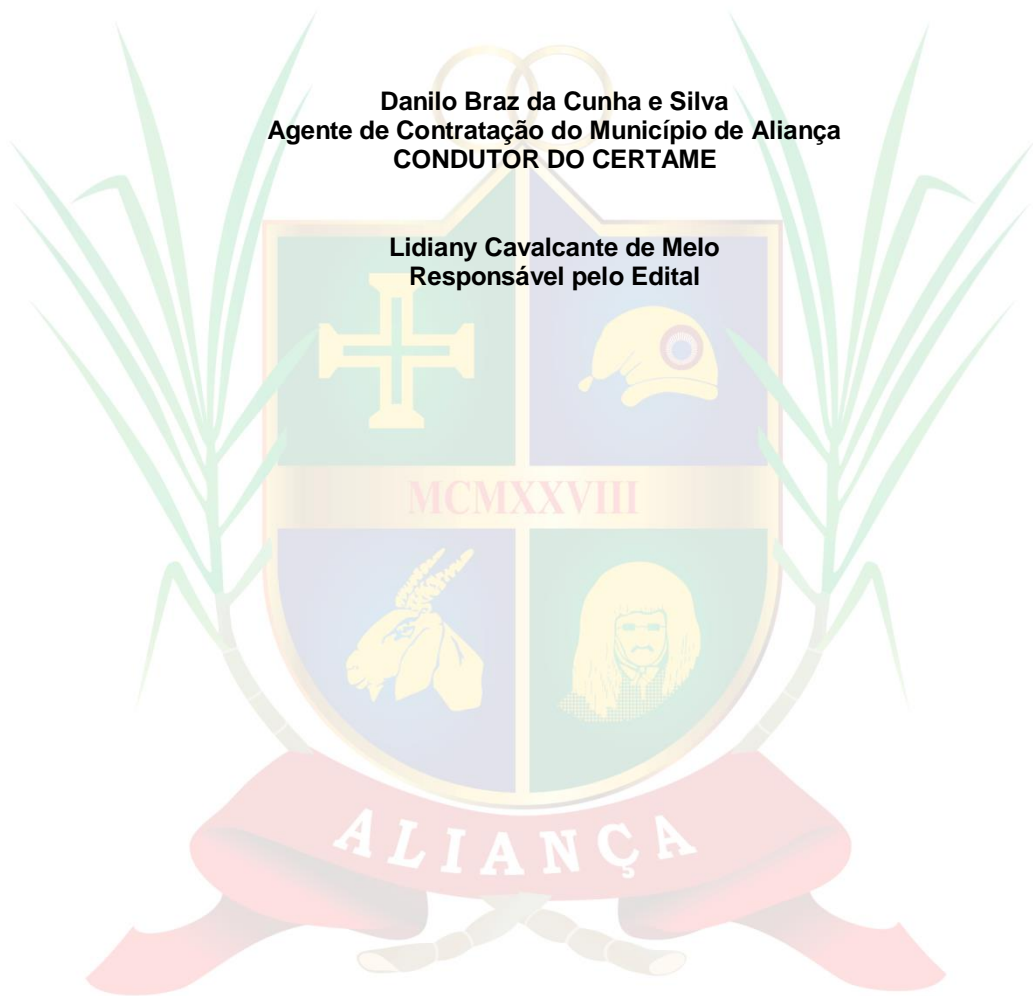 Danilo Braz da Cunha e Silva
Agente de Contratação do Município de Aliança
CONDUTOR DO CERTAME
Lidiany Cavalcante de Melo
Responsável pelo Edital
MCMXXVIII
ALIANÇA